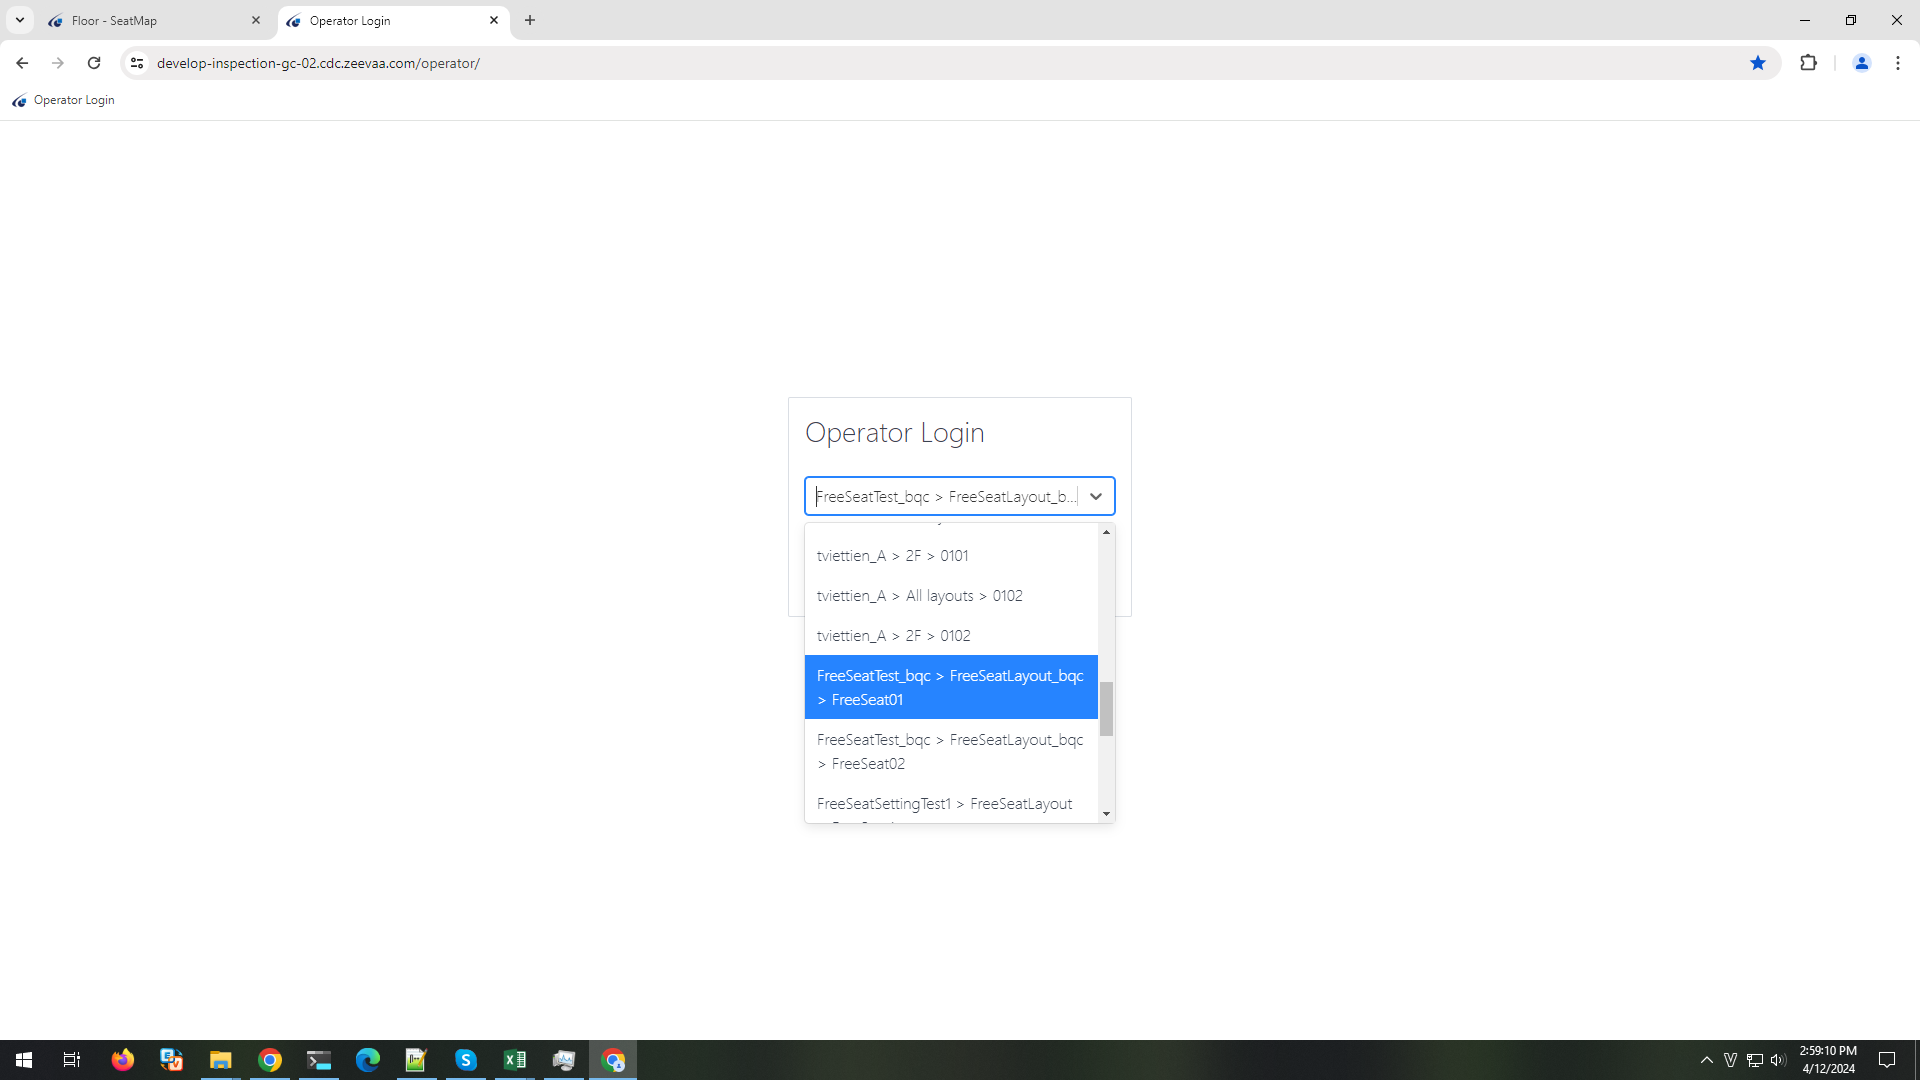 Floor - SeatMap
Operator Login
develop-inspection-gc-02.cdc.zeevaa.com/operator/
Operator Login
Operator Login
FreeSeatTest_bqc > FreeSeatLayout_b...
tviettien_A > 2F > 0101
tviettien_A > All layouts > 0102
tviettien_A > 2F > 0102
FreeSeatTest_bqc > FreeSeatLayout_bqc
> FreeSeat01
FreeSeatTest_bqc > FreeSeatLayout_bqc
> FreeSeat02
FreeSeatSettingTest1 > FreeSeatLayout
2:59:10 PM
4/12/2024